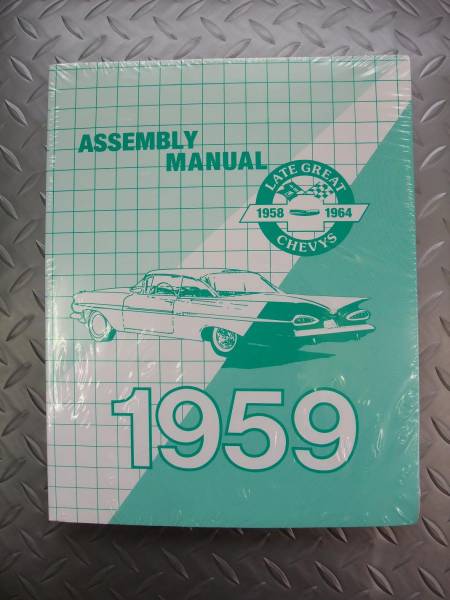 ASSEMBLY
MANUAL
LATE GREAT
1958 1964
CHEVYS
1959